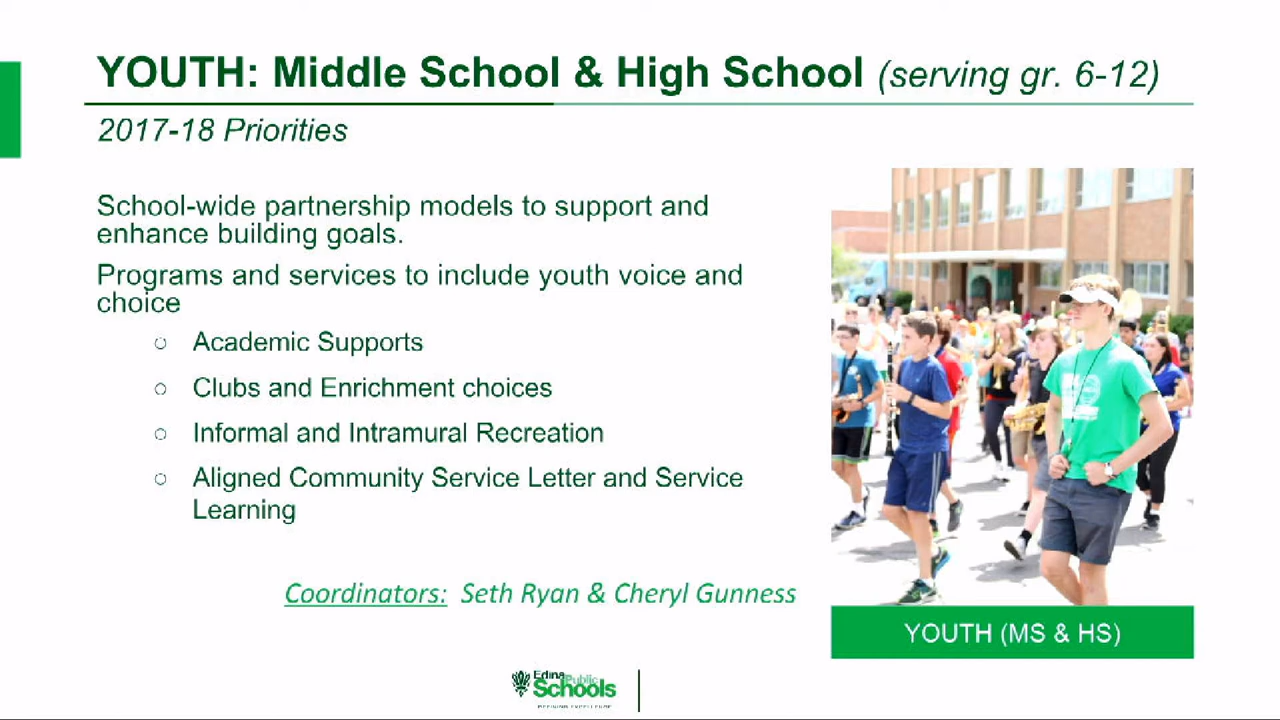 YOUTH: Middle School & High School (serving gr. 6-12)
2017-18 Priorities
School-wide partnership models to support and
enhance building goals.
Programs and services to include youth voice and
choice
○ Academic Supports
○ Clubs and Enrichment choices
○ Informal and Intramural Recreation
○ Aligned Community Service Letter and Service
Learning
Coordinators: Seth Ryan & Cheryl Gunness
YOUTH (MS & HS)
Edina Public
Schools
DEFINING EXCELLENCE